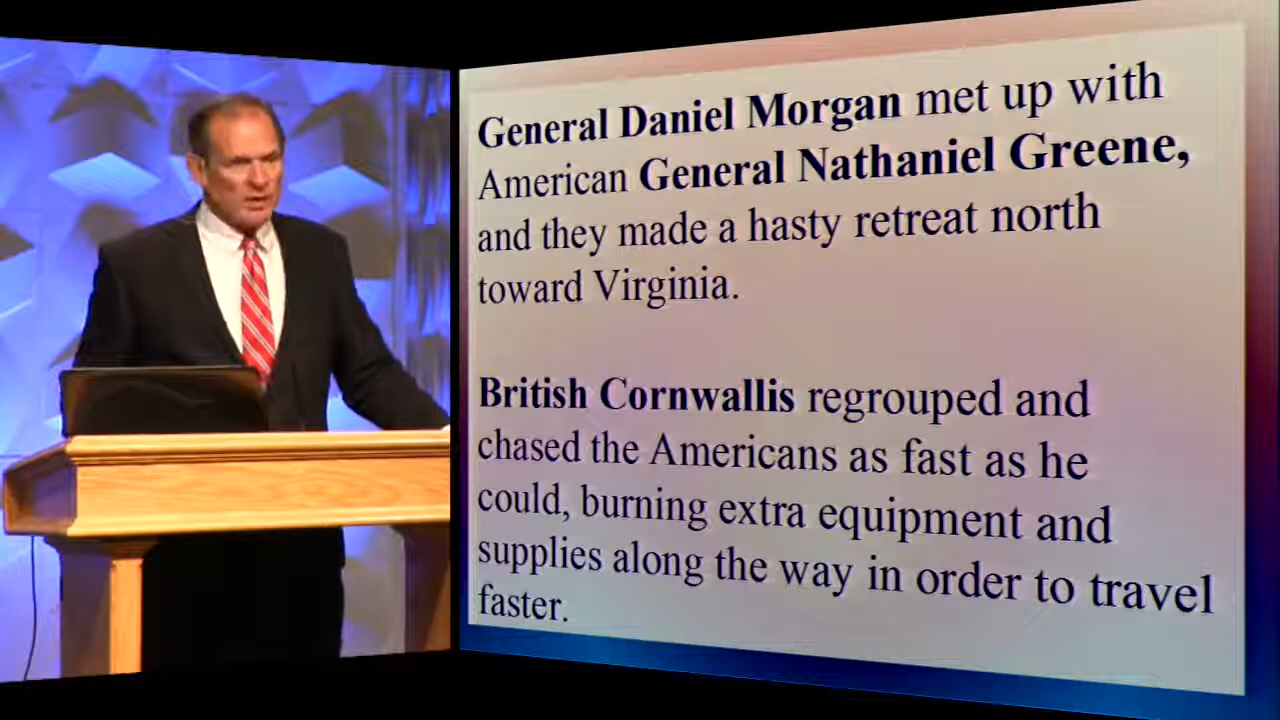 General Daniel Morgan met up with
American General Nathaniel Greene,
and they made a hasty retreat north
toward Virginia.
British Cornwallis regrouped and
chased the Americans as fast as he
could, burning extra equipment and
supplies along the way in order to travel
faster.